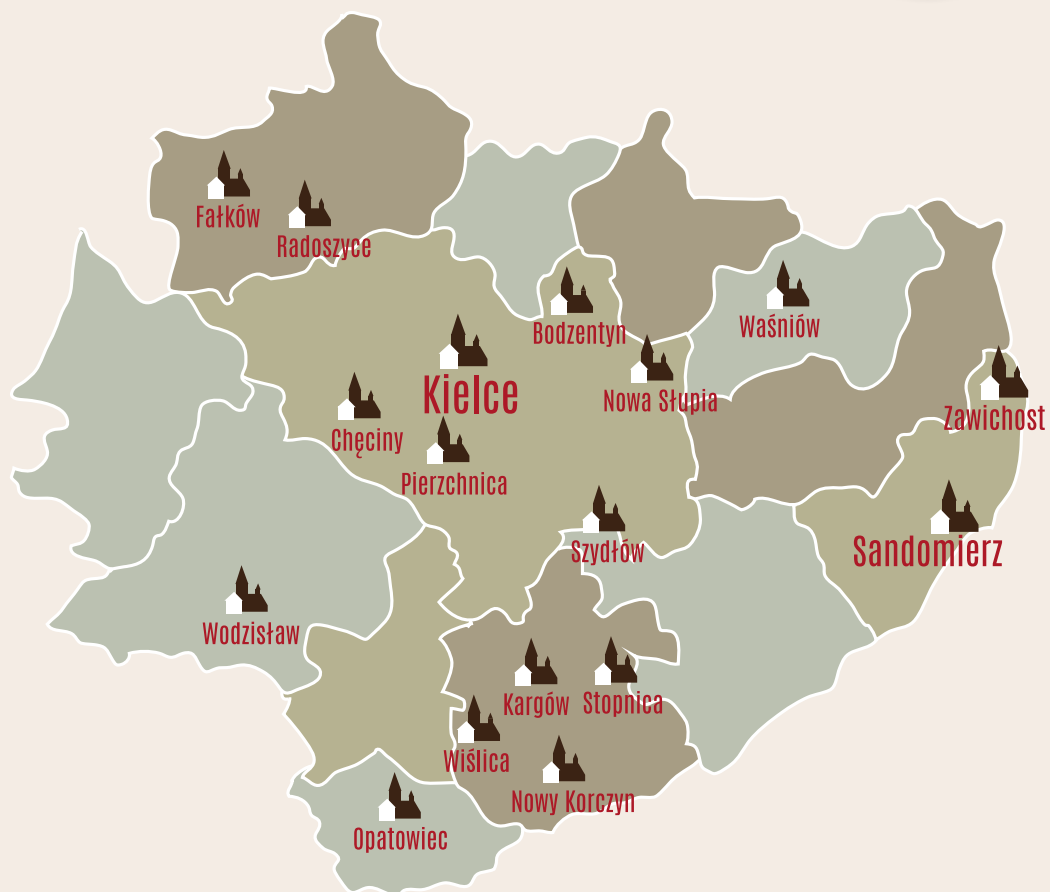 Fałków
Radoszyce
Bodzentyn
Waśniów
Kielce
Nowa Słupia
Zawichost
Chęciny
Pierzchnica
Szydłów
Sandomierz
Wodzisław
Kargów
Stopnica
Wiślica
Nowy Korczyn
Opatowiec